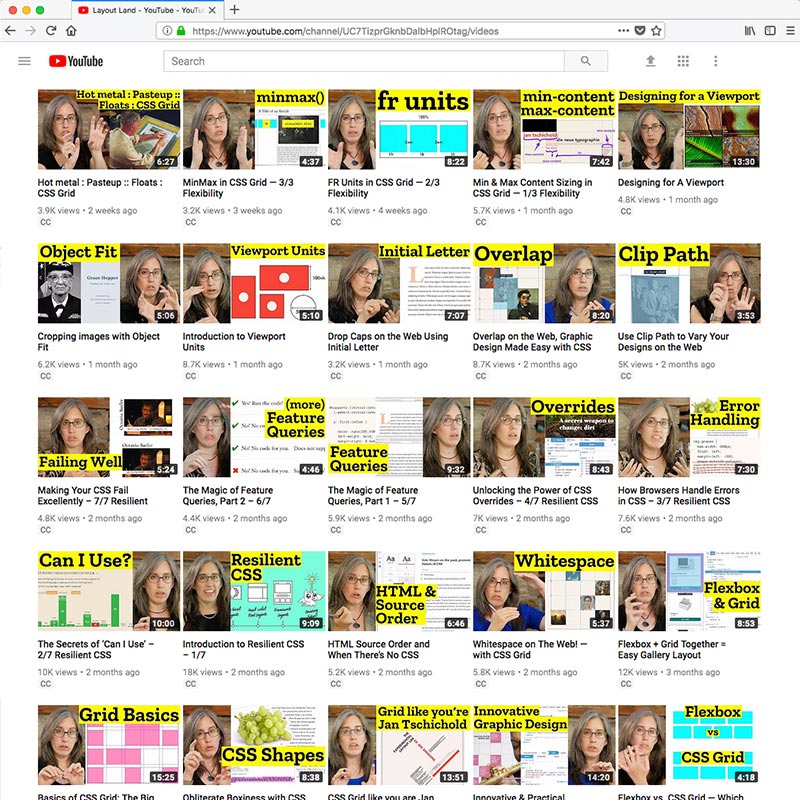 Layout Land - YouTube - YouTu
https://www.youtube.com/channel/UC7TizprGknbDalbHplROtag/videos
YouTube
Search
Hot metal : Pasteup ::
Floats : CSS Grid
6:27
minmax()
4:37
fr units
100%
8:22
min-content
max-content
jan tschichold
die neue typographie
7:42
Designing for a Viewport
13:30
Hot metal : Pasteup :: Floats :
CSS Grid
3.9K views • 2 weeks ago
CC
MinMax in CSS Grid — 3/3
Flexibility
3.2K views • 3 weeks ago
CC
FR Units in CSS Grid — 2/3
Flexibility
4.1K views • 4 weeks ago
CC
Min & Max Content Sizing in
CSS Grid — 1/3 Flexibility
5.7K views • 1 month ago
CC
Designing for A Viewport
4.8K views • 1 month ago
CC
Object Fit
Grace Hopper
5:06
Viewport Units
100vh
5:10
Initial Letter
7:07
Overlap
8:20
Clip Path
3:53
Cropping images with Object
Fit
6.2K views • 1 month ago
CC
Introduction to Viewport
Units
8.7K views • 1 month ago
CC
Drop Caps on the Web Using
Initial Letter
3.2K views • 1 month ago
CC
Overlap on the Web, Graphic
Design Made Easy with CSS
8.7K views • 2 months ago
CC
Use Clip Path to Vary Your
Designs on the Web
5K views • 2 months ago
CC
Failing Well
Octavia Butler
Octavia Butler
5:24
Yes! Run the code!
No! No co
No! No code for you.
No! No code for you. Does not sup
(more)
Feature
Queries
4:46
Feature
Queries
9:32
Overrides
A secret weapon to
change: dirt
8:43
Error
Handling
7:30
Making Your CSS Fail
Excellently – 7/7 Resilient
4.8K views • 2 months ago
CC
The Magic of Feature
Queries, Part 2 – 6/7
4.4K views • 2 months ago
CC
The Magic of Feature
Queries, Part 1 – 5/7
5.9K views • 2 months ago
CC
Unlocking the Power of CSS
Overrides – 4/7 Resilient CSS
7K views • 2 months ago
CC
How Browsers Handle Errors
in CSS – 3/7 Resilient CSS
7.6K views • 2 months ago
CC
Can I Use?
10:00
Resilient
CSS
9:09
Aa Aa
HTML &
Source
Order
6:46
Whitespace
5:37
Flexbox
& Grid
8:53
The Secrets of ‘Can I Use’ –
2/7 Resilient CSS
10K views • 2 months ago
CC
Introduction to Resilient CSS
– 1/7
18K views • 2 months ago
CC
HTML Source Order and
When There's No CSS
5.2K views • 2 months ago
CC
Whitespace on The Web! —
with CSS Grid
5.8K views • 2 months ago
CC
Flexbox + Grid Together =
Easy Gallery Layout
12K views • 3 months ago
CC
Grid Basics
15:25
CSS Shapes
8:38
Grid like you're
Jan Tschichold
13:51
Innovative
Graphic Design
14:20
Flexbox
vs
CSS Grid
4:18
Basics of CSS Grid: The Big
Obliterate Boxiness with CSS
CSS Grid like you are Jan
Innovative & Practical
Flexbox vs. CSS Grid — Which